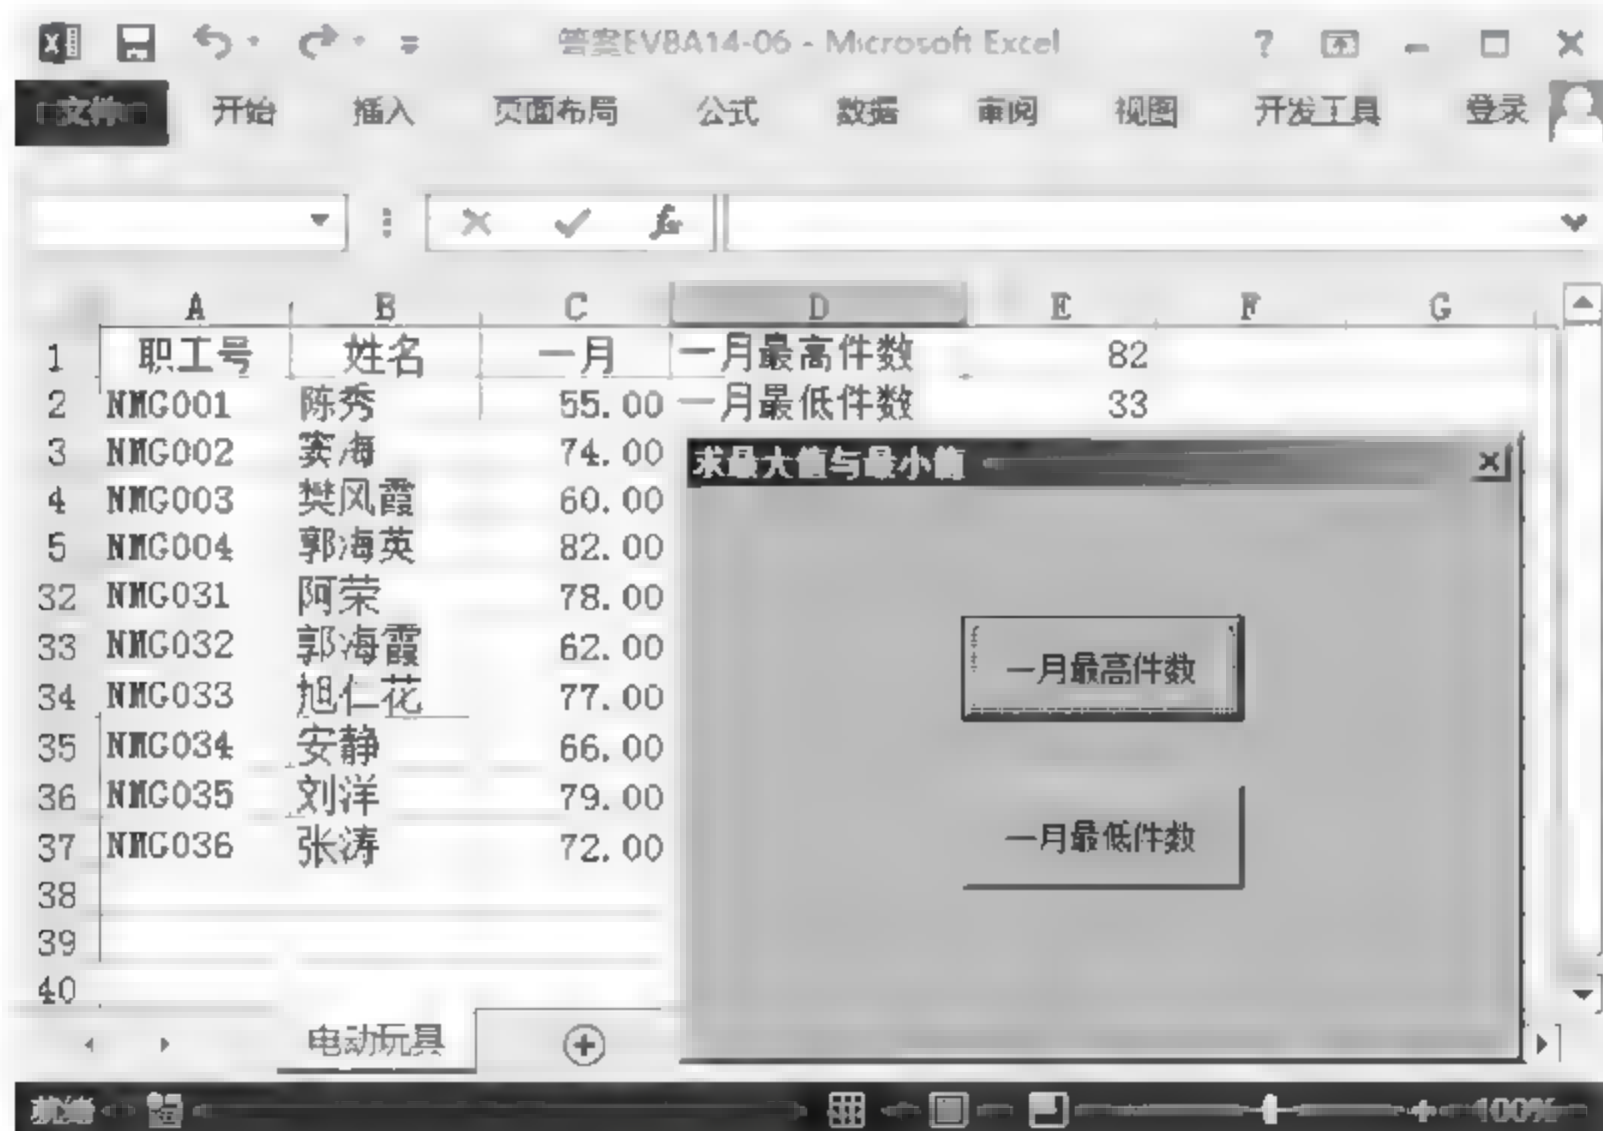 答案EVBA14-06 - Microsoft Excel
文件 开始 插入 页面布局 公式 数据 审阅 视图 开发工具 登录
fx
A B C D E F G
1 职工号 姓名 一月 一月最高件数 82
2 NMG001 陈秀 55.00 一月最低件数 33
3 NMG002 窦海 74.00
4 NMG003 樊风霞 60.00
5 NMG004 郭海英 82.00
32 NMG031 阿荣 78.00
33 NMG032 郭海霞 62.00
34 NMG033 旭仁花 77.00
35 NMG034 安静 66.00
36 NMG035 刘洋 79.00
37 NMG036 张涛 72.00
38
39
40
求最大值与最小值
一月最高件数
一月最低件数
电动玩具
就绪 100%